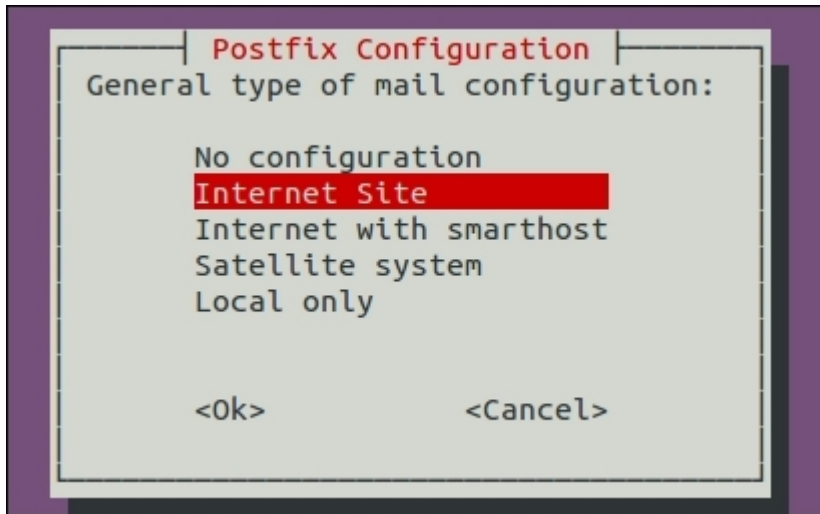 Postfix Configuration
General type of mail configuration:
No configuration
Internet Site
Internet with smarthost
Satellite system
Local only
<Ok> <Cancel>